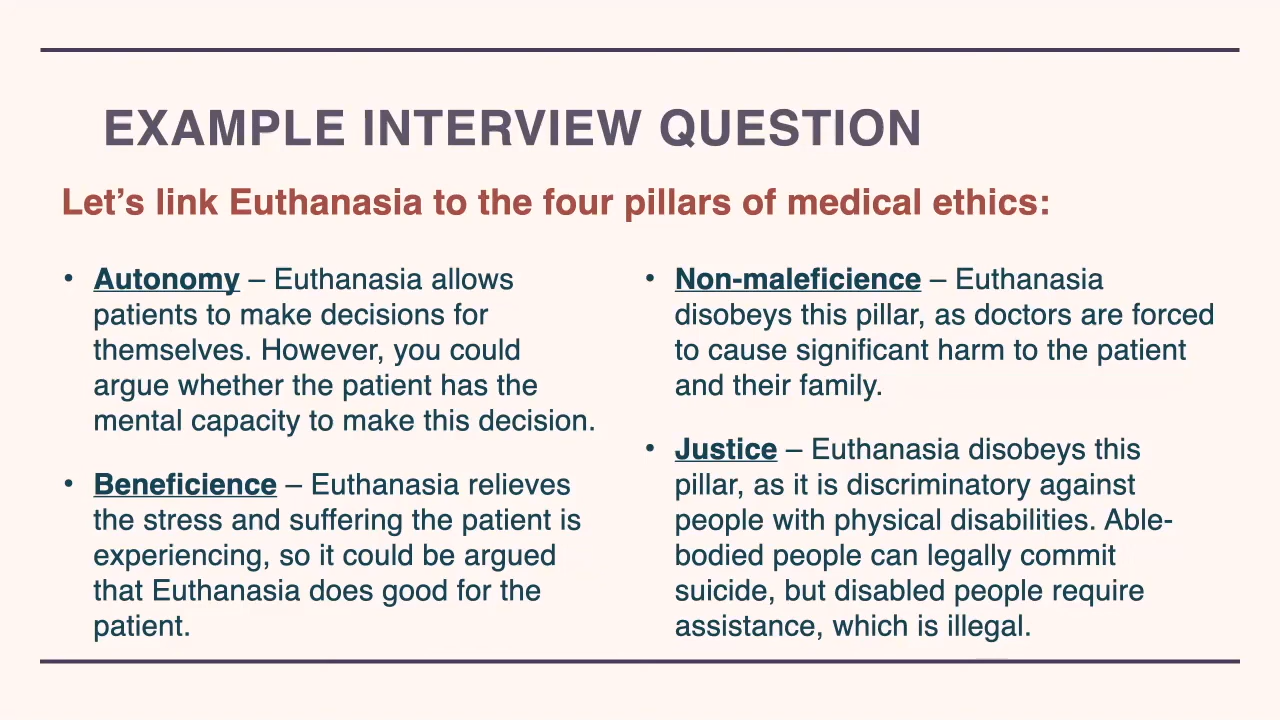 EXAMPLE INTERVIEW QUESTION
Let’s link Euthanasia to the four pillars of medical ethics:
• Autonomy – Euthanasia allows
patients to make decisions for
themselves. However, you could
argue whether the patient has the
mental capacity to make this decision.
• Beneficience – Euthanasia relieves
the stress and suffering the patient is
experiencing, so it could be argued
that Euthanasia does good for the
patient.
• Non-maleficience – Euthanasia
disobeys this pillar, as doctors are forced
to cause significant harm to the patient
and their family.
• Justice – Euthanasia disobeys this
pillar, as it is discriminatory against
people with physical disabilities. Able-
bodied people can legally commit
suicide, but disabled people require
assistance, which is illegal.